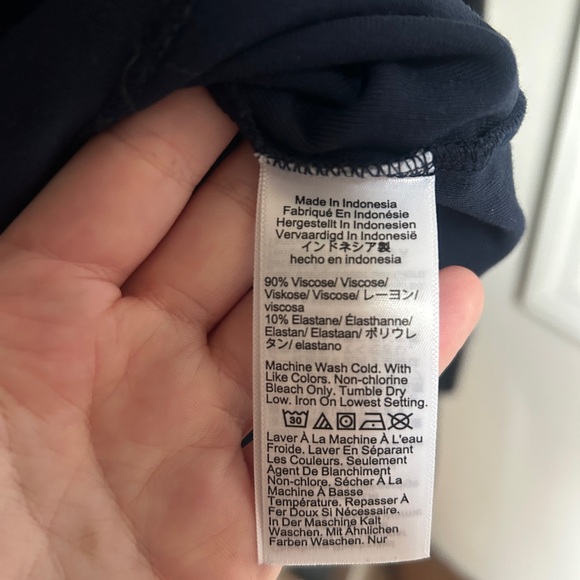 Made In Indonesia
Fabriqué En Indonésie
Hergestellt In Indonesien
Vervaardigd In Indonesië
インドネシア製
hecho en indonesia
90% Viscose/ Viscose/
Viskose/ Viscose/ レーヨン/
viscosa
10% Elastane/ Élasthanne/
Elastan/ Elastaan/ ポリウレ
タン/ elastano
Machine Wash Cold. With
Like Colors. Non-chlorine
Bleach Only. Tumble Dry
Low. Iron On Lowest Setting.
30
Laver À La Machine À L'eau
Froide. Laver En Séparant
Les Couleurs. Seulement
Agent De Blanchiment
Non-chlore. Sécher À La
Machine À Basse
Température. Repasser À
Fer Doux Si Nécessaire.
In Der Maschine Kalt
Waschen. Mit Ähnlichen
Farben Waschen. Nur